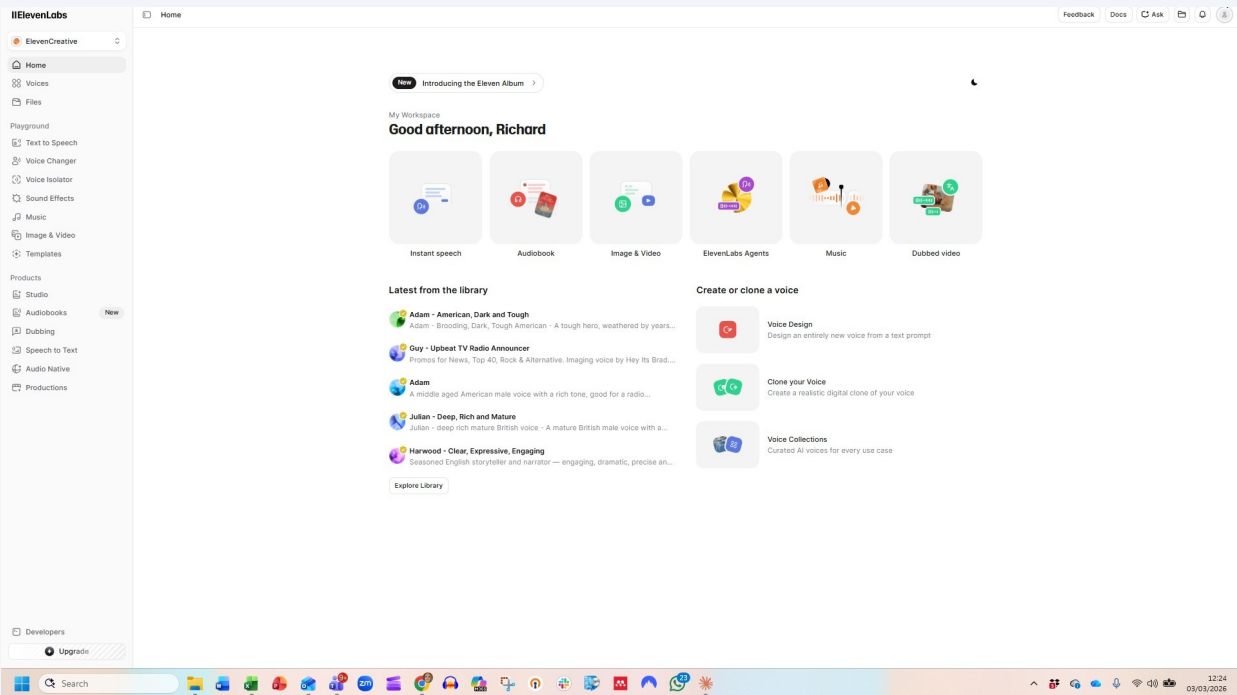 IIElevenLabs
ElevenCreative
Home
Voices
Files
Playground
Text to Speech
Voice Changer
Voice Isolator
Sound Effects
Music
Image & Video
Templates
Products
Studio
Audiobooks New
Dubbing
Speech to Text
Audio Native
Productions
Developers
Upgrade
Home
Feedback
Docs
Ask
New Introducing the Eleven Album
My Workspace
Good afternoon, Richard
Instant speech
Audiobook
Image & Video
ElevenLabs Agents
Music
Dubbed video
Latest from the library
Adam - American, Dark and Tough
Adam - Brooding, Dark, Tough American - A tough hero, weathered by years...
Guy - Upbeat TV Radio Announcer
Promos for News, Top 40, Rock & Alternative. Imaging voice by Hey Its Brad....
Adam
A middle aged American male voice with a rich tone, good for a radio...
Julian - Deep, Rich and Mature
Julian - deep rich mature British voice - A mature British male voice with a...
Harwood - Clear, Expressive, Engaging
Seasoned English storyteller and narrator — engaging, dramatic, precise an...
Explore Library
Create or clone a voice
Voice Design
Design an entirely new voice from a text prompt
Clone your Voice
Create a realistic digital clone of your voice
Voice Collections
Curated AI voices for every use case
Search
9+
zm
M365
23
12:24
03/03/2026